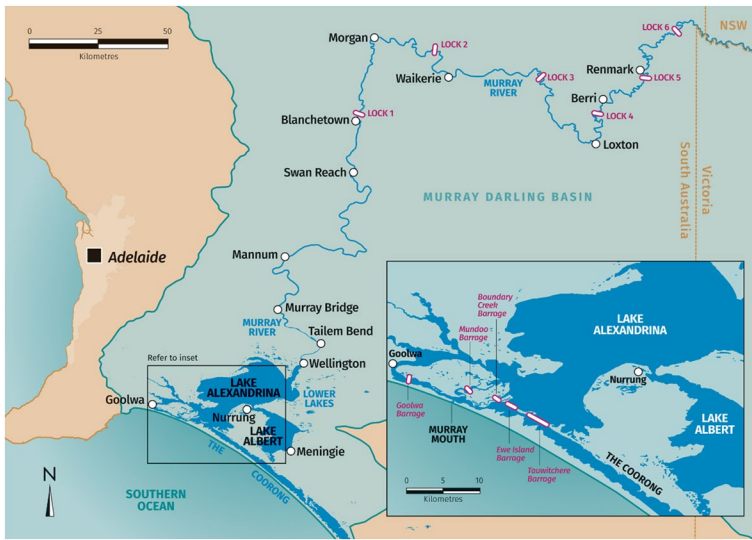 0 25 50
Kilometres
Morgan
LOCK 2
LOCK 6
NSW
Waikerie
MURRAY
RIVER
LOCK 3
Renmark
LOCK 5
Berri
LOCK 4
Blanchetown
LOCK 1
Loxton
Swan Reach
MURRAY DARLING BASIN
South Australia
Victoria
Adelaide
Mannum
Murray Bridge
MURRAY
RIVER
Tailem Bend
Refer to inset
Wellington
LAKE
ALEXANDRINA
LOWER
LAKES
Goolwa
Nurrung
LAKE
ALBERT
Meningie
THE COORONG
N
SOUTHERN
OCEAN
Boundary
Creek
Barrage
LAKE
ALEXANDRINA
Mundoo
Barrage
Goolwa
Nurrung
Goolwa
Barrage
MURRAY
MOUTH
LAKE
ALBERT
Ewe Island
Barrage
Tauwitchere
Barrage
THE COORONG
0 5 10
Kilometres